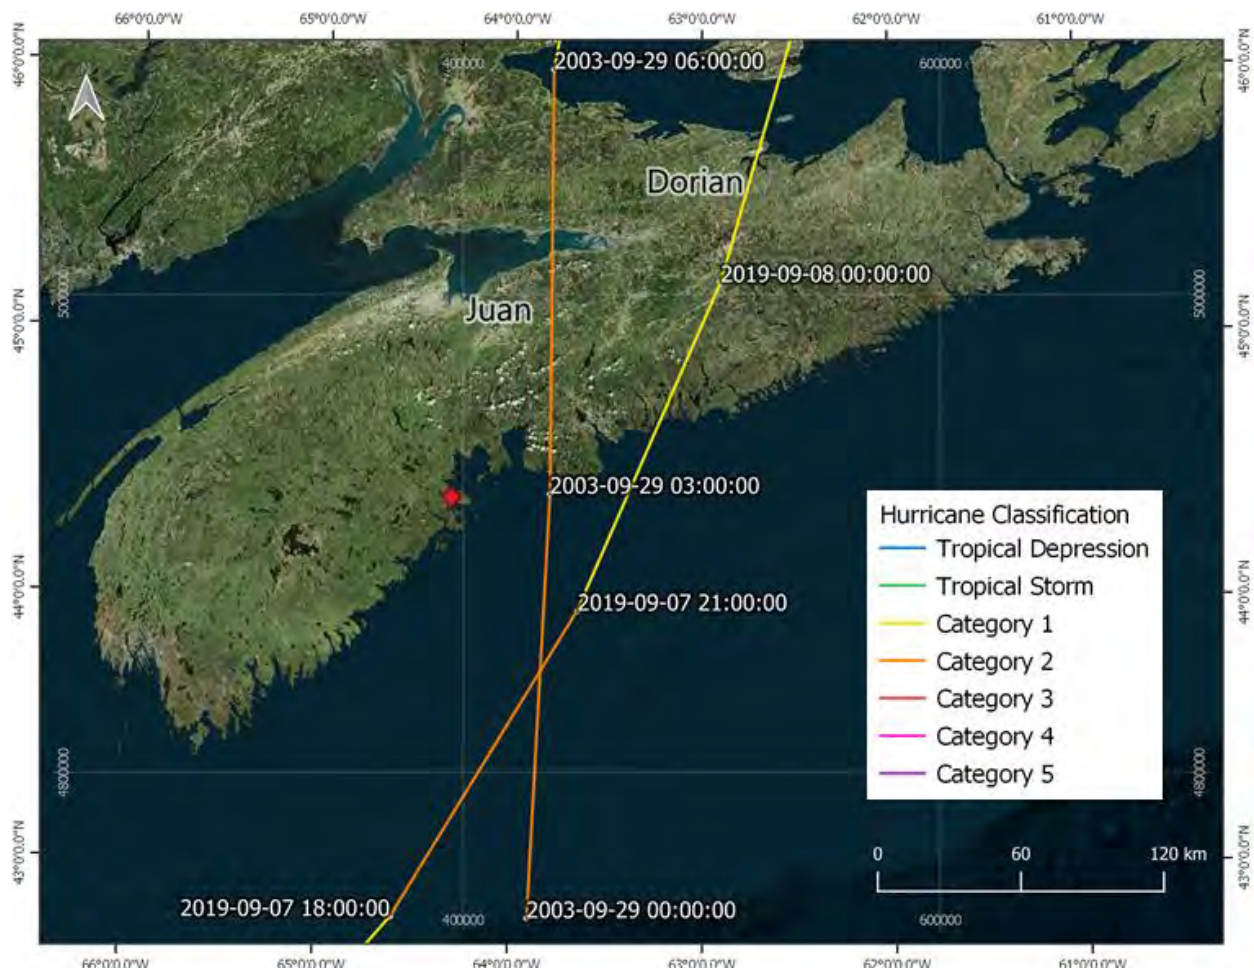 66°0'0.0"W 65°0'0.0"W 64°0'0.0"W 63°0'0.0"W 62°0'0.0"W 61°0'0.0"W
46°0'0.0"N
46°0'0.0"N
400000
600000
2003-09-29 06:00:00
Dorian
2019-09-08 00:00:00
5000000
5000000
Juan
45°0'0.0"N
45°0'0.0"N
2003-09-29 03:00:00
44°0'0.0"N
44°0'0.0"N
2019-09-07 21:00:00
Hurricane Classification
Tropical Depression
Tropical Storm
Category 1
Category 2
Category 3
Category 4
Category 5
4800000
4800000
43°0'0.0"N
43°0'0.0"N
0 60 120 km
2019-09-07 18:00:00
2003-09-29 00:00:00
400000
600000
66°0'0.0"W 65°0'0.0"W 64°0'0.0"W 63°0'0.0"W 62°0'0.0"W 61°0'0.0"W